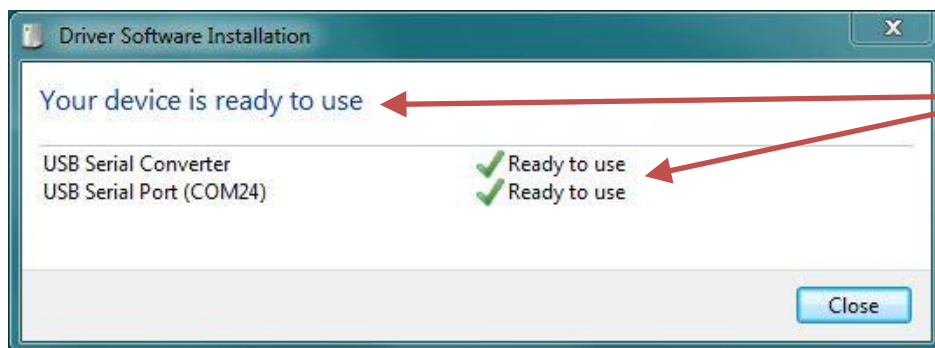 Driver Software Installation
X
Your device is ready to use
USB Serial Converter Ready to use
USB Serial Port (COM24) Ready to use
Close